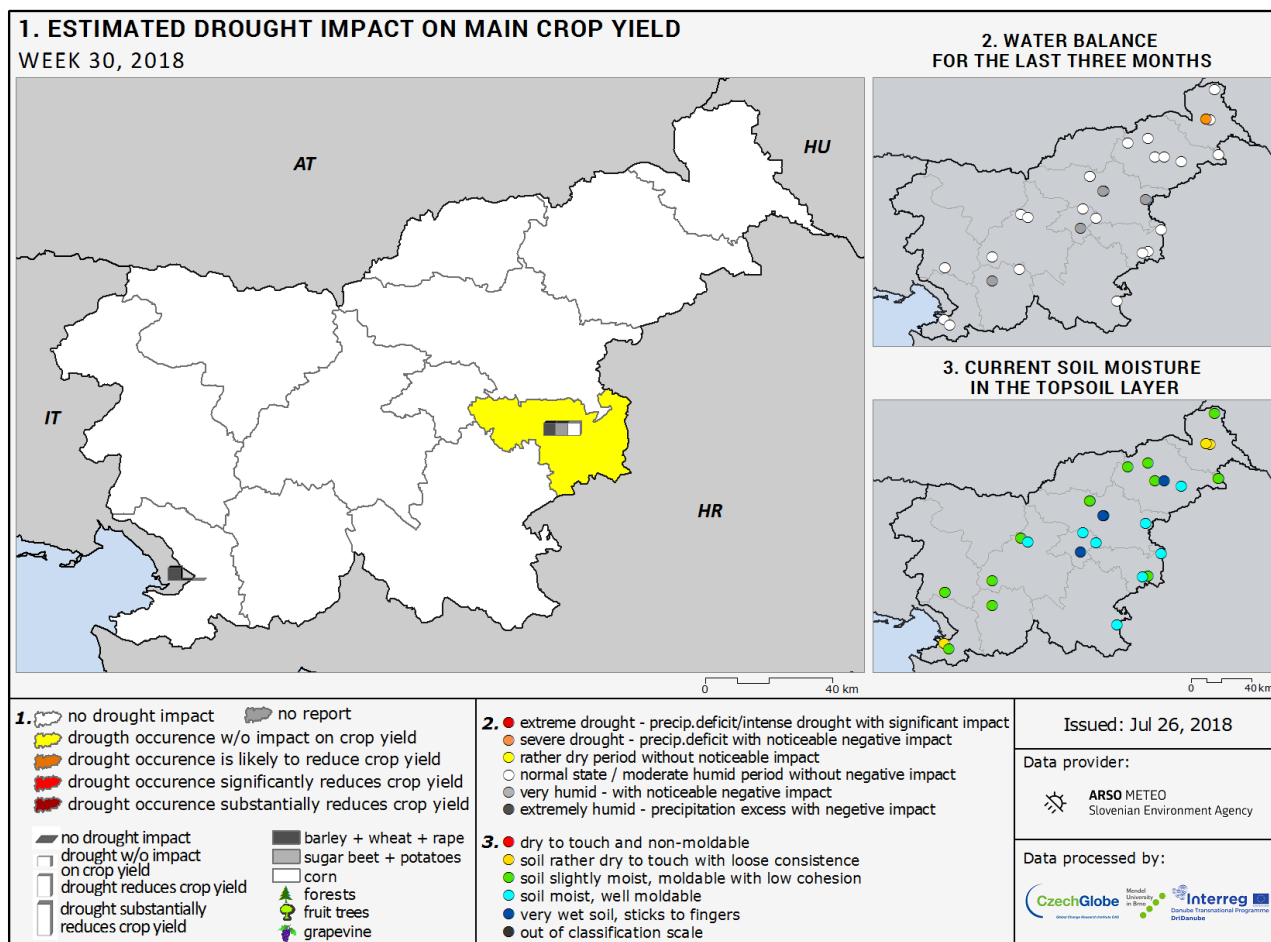 1. ESTIMATED DROUGHT IMPACT ON MAIN CROP YIELD
WEEK 30, 2018
AT
HU
IT
HR
0
40 km
2. WATER BALANCE
FOR THE LAST THREE MONTHS
3. CURRENT SOIL MOISTURE
IN THE TOPSOIL LAYER
0
40 km
1.
no drought impact
no report
drougth occurence w/o impact on crop yield
drought occurence is likely to reduce crop yield
drought occurence significantly reduces crop yield
drought occurence substantially reduces crop yield
no drought impact
drought w/o impact
on crop yield
drought reduces crop yield
drought substantially
reduces crop yield
barley + wheat + rape
sugar beet + potatoes
corn
forests
fruit trees
grapevine
2.
extreme drought - precip.deficit/intense drought with significant impact
severe drought - precip.deficit with noticeable negative impact
rather dry period without noticeable impact
normal state / moderate humid period without negative impact
very humid - with noticeable negative impact
extremely humid - precipitation excess with negetive impact
3.
dry to touch and non-moldable
soil rather dry to touch with loose consistence
soil slightly moist, moldable with low cohesion
soil moist, well moldable
very wet soil, sticks to fingers
out of classification scale
Issued: Jul 26, 2018
Data provider:
ARSO METEO
Slovenian Environment Agency
Data processed by:
CzechGlobe
Global Change Research Institute CAS
Mendel
University
in Brno
Interreg
Danube Transnational Programme
DriDanube